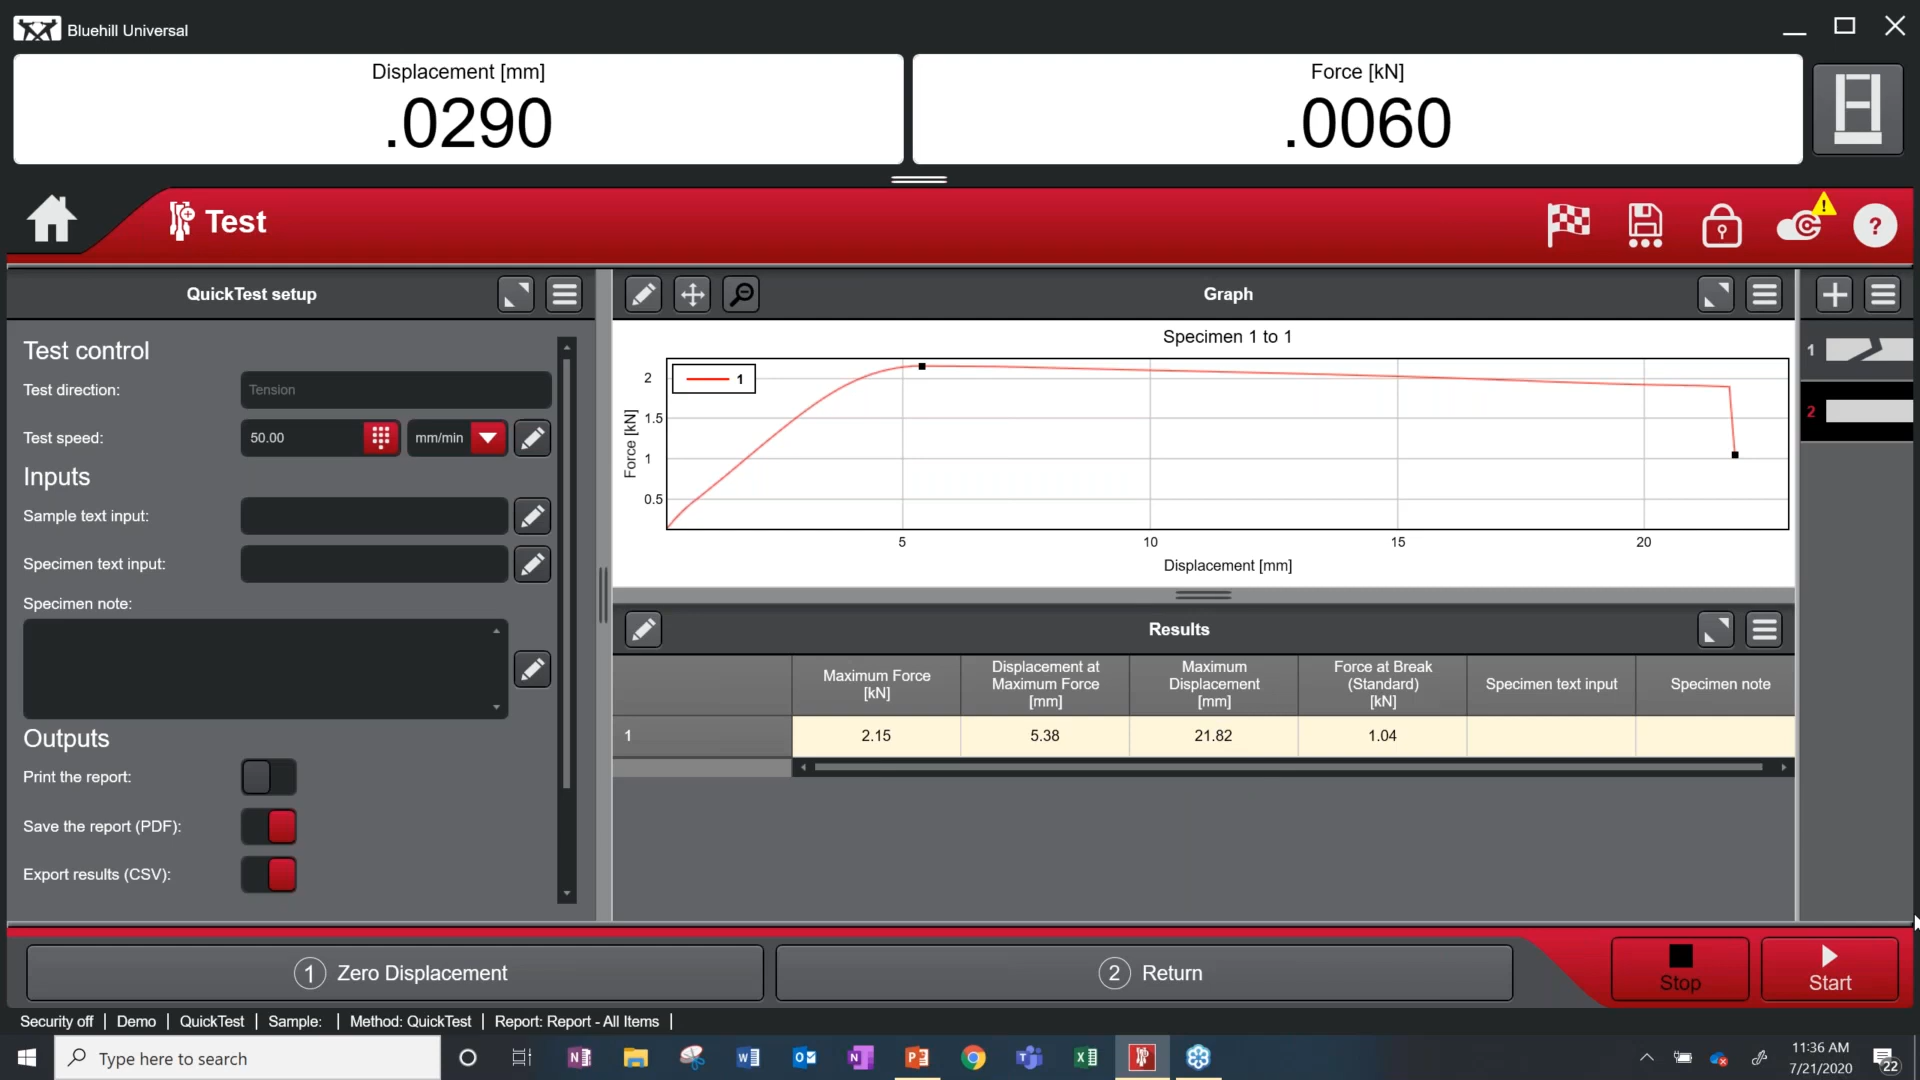 Bluehill Universal
Displacement [mm]
.0290
Force [kN]
.0060
Test
?
QuickTest setup
Test control
Test direction:
Tension
Test speed:
50.00
mm/min
Inputs
Sample text input:
Specimen text input:
Specimen note:
Outputs
Print the report:
Save the report (PDF):
Export results (CSV):
Graph
Specimen 1 to 1
1
2
1.5
1
0.5
Force [kN]
5
10
15
20
Displacement [mm]
1
2
Results
Maximum Force
[kN]
Displacement at
Maximum Force
[mm]
Maximum
Displacement
[mm]
Force at Break
(Standard)
[kN]
Specimen text input
Specimen note
1
2.15
5.38
21.82
1.04
1 Zero Displacement
2 Return
Stop
Start
Security off | Demo | QuickTest | Sample: | Method: QuickTest | Report: Report - All Items |
Type here to search
11:36 AM
7/21/2020
22